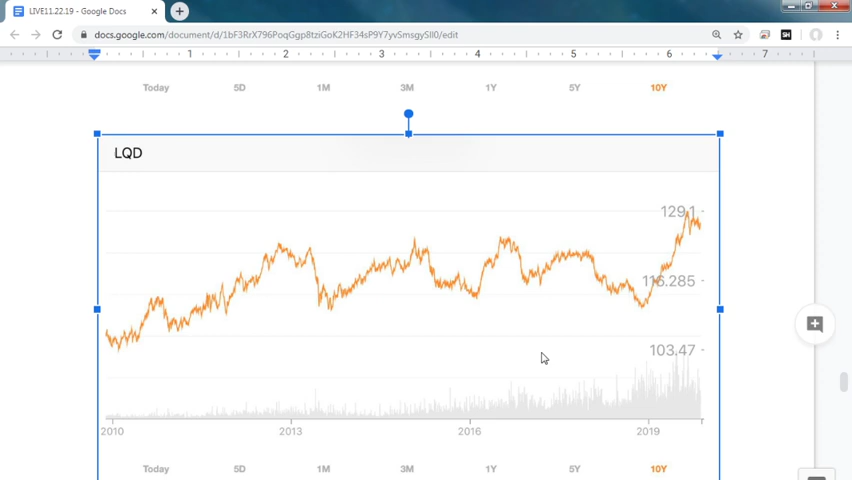 LIVE11.22.19 - Google Docs
docs.google.com/document/d/1bF3RrX796PoqGgp8tziGoK2HF34sP9Y7yvSmsgySll0/edit
SH
1 2 3 4 5 6 7
Today 5D 1M 3M 1Y 5Y 10Y
LQD
129.1
116.285
103.47
2010 2013 2016 2019
Today 5D 1M 3M 1Y 5Y 10Y